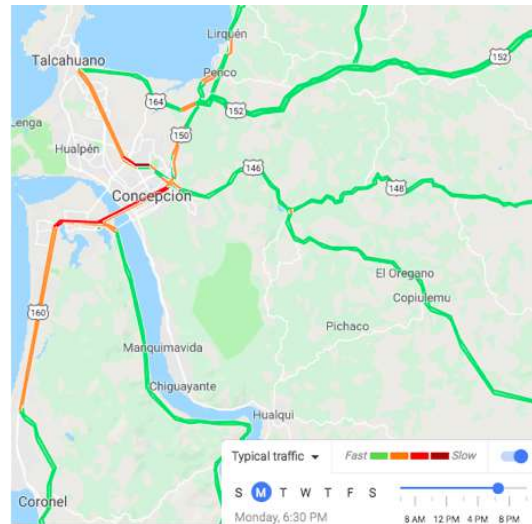 Lirquén
Talcahuano
152
Penco
164
152
Lenga
150
Hualpén
146
148
Concepción
El Oregano
160
Copiulemu
Pichaco
Manquimavida
Chiguayante
Hualqui
Typical traffic
Fast
Slow
S M T W T F S
Coronel
8 AM 12 PM 4 PM 8 PM
Monday, 6:30 PM